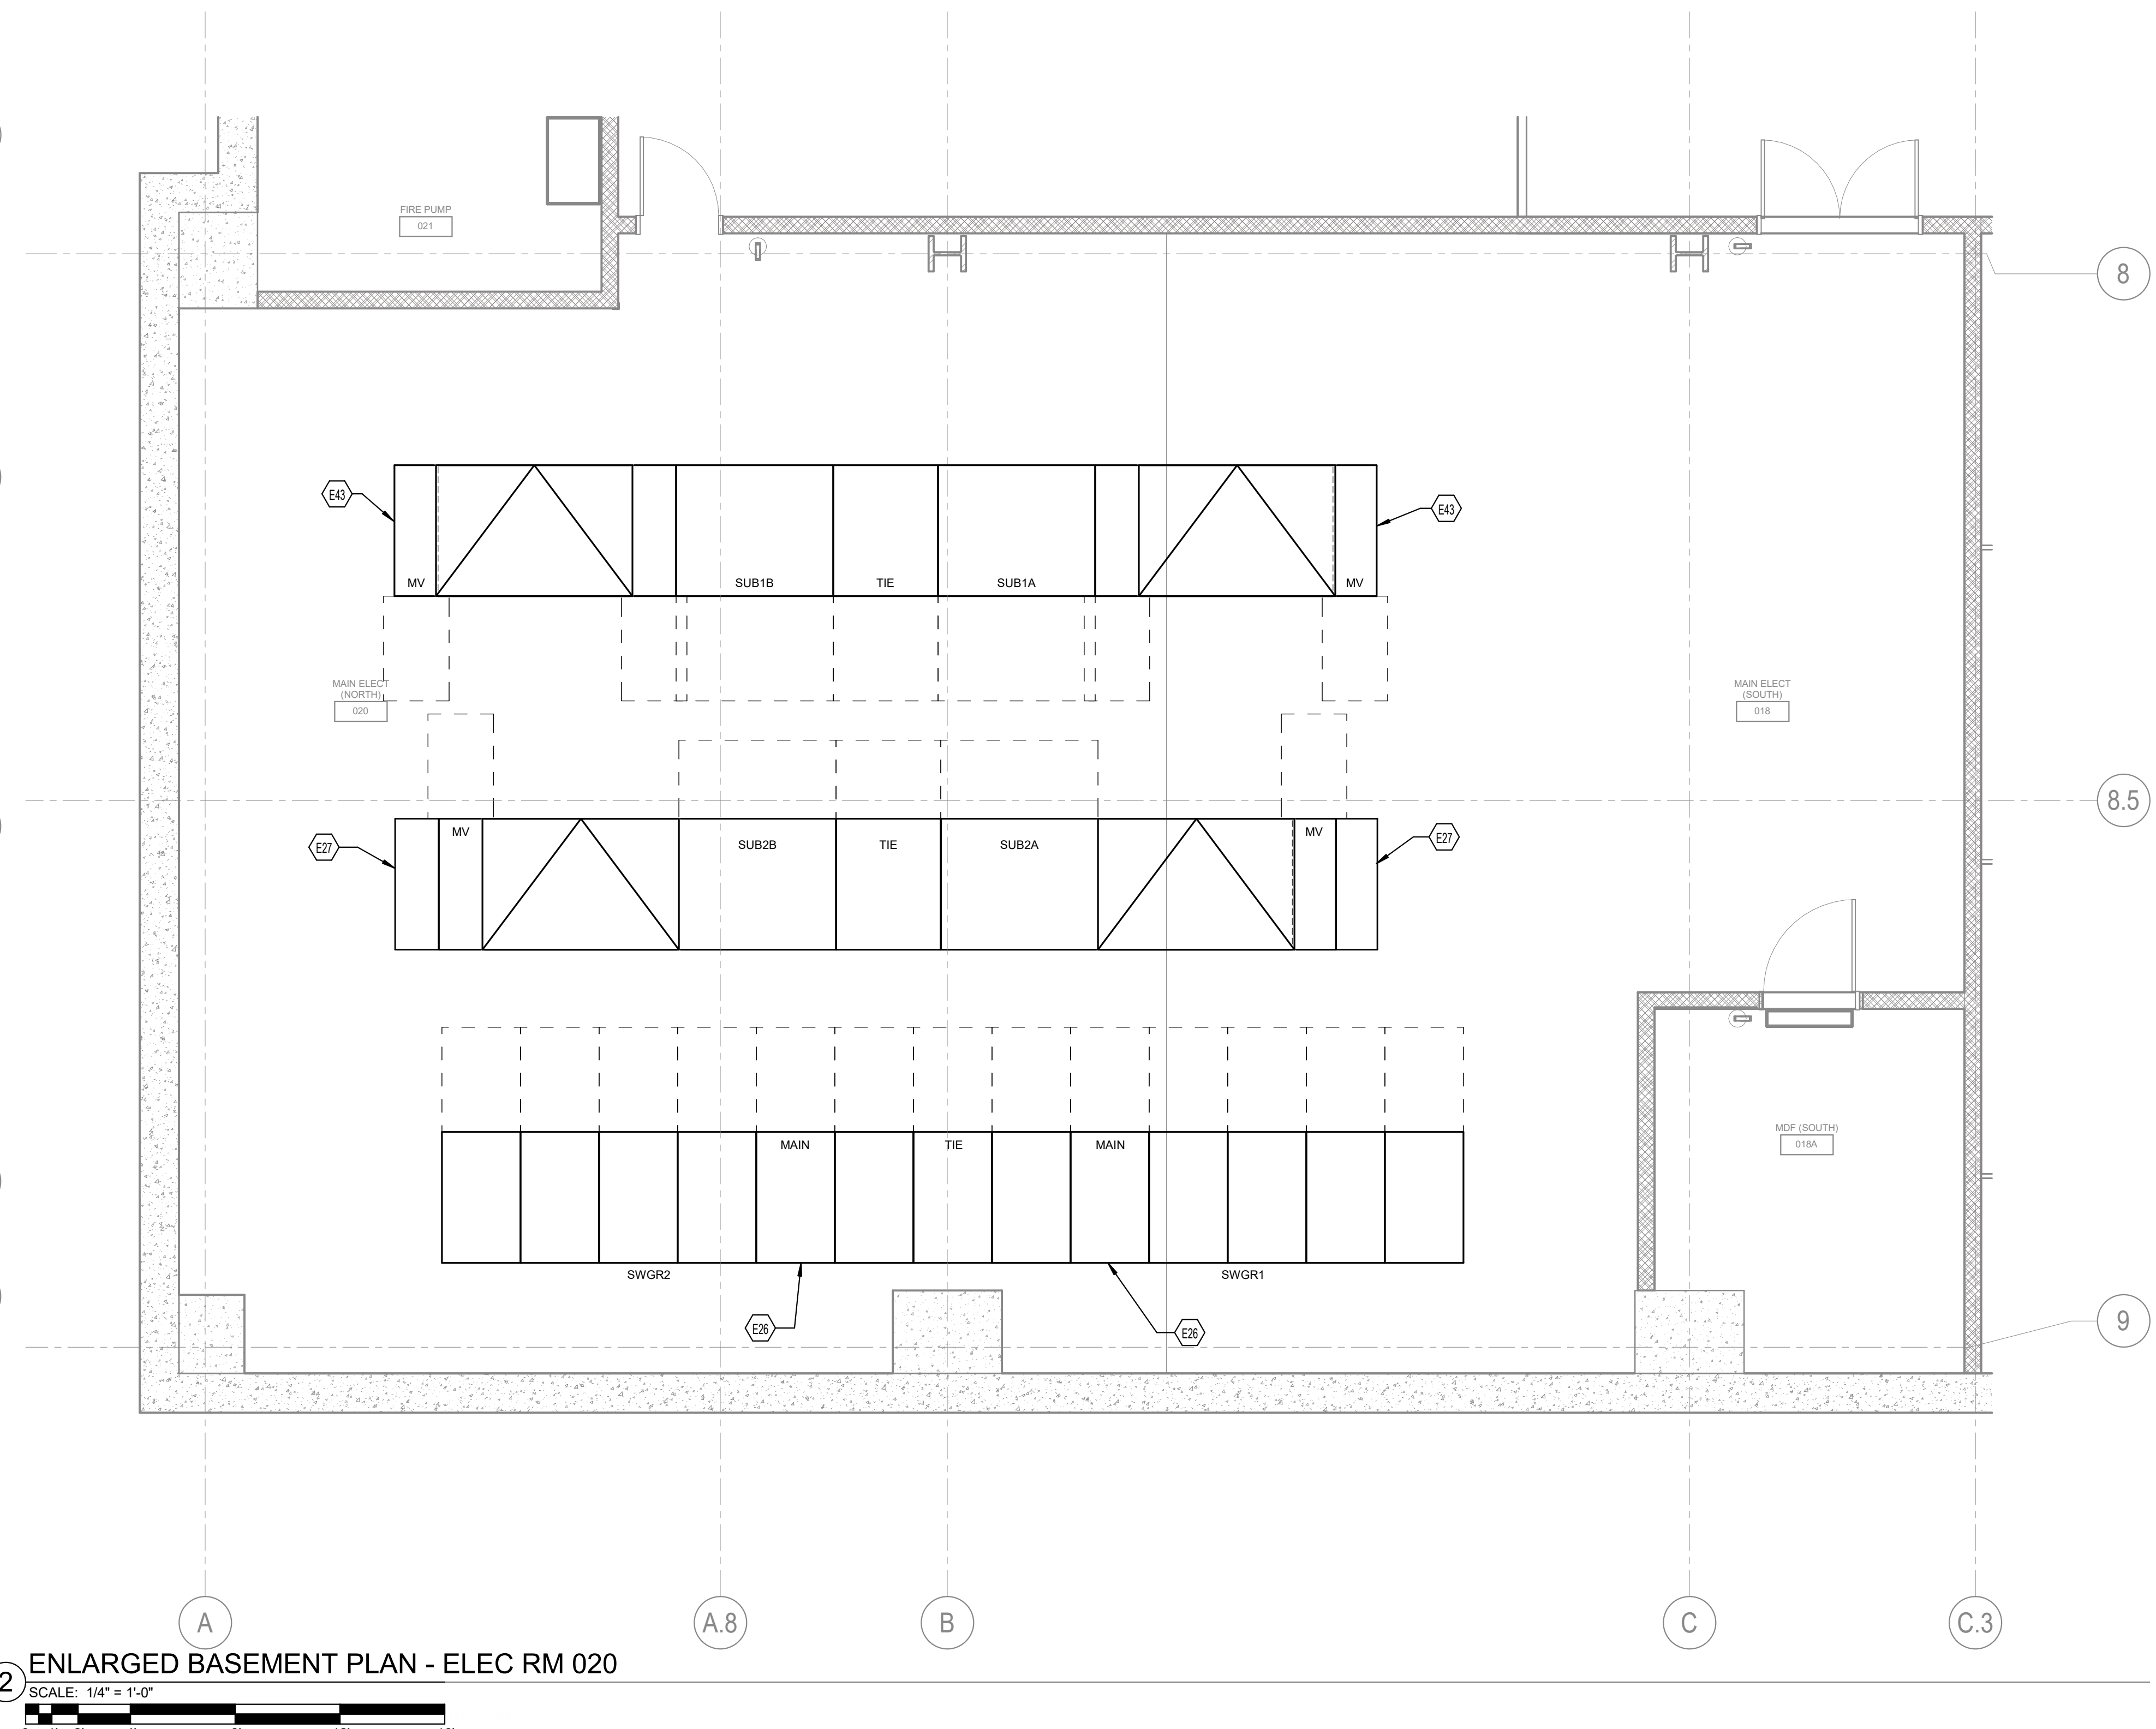 FIRE PUMP
021
8
E43
E43
MV
SUB1B
TIE
SUB1A
MV
MAIN ELECT
(NORTH)
020
MAIN ELECT
(SOUTH)
018
8.5
E27
MV
SUB2B
TIE
SUB2A
MV
E27
MAIN
TIE
MAIN
MDF (SOUTH)
018A
SWGR2
SWGR1
E26
E26
9
A
A.8
B
C
C.3
2
ENLARGED BASEMENT PLAN - ELEC RM 020
SCALE: 1/4" = 1'-0"